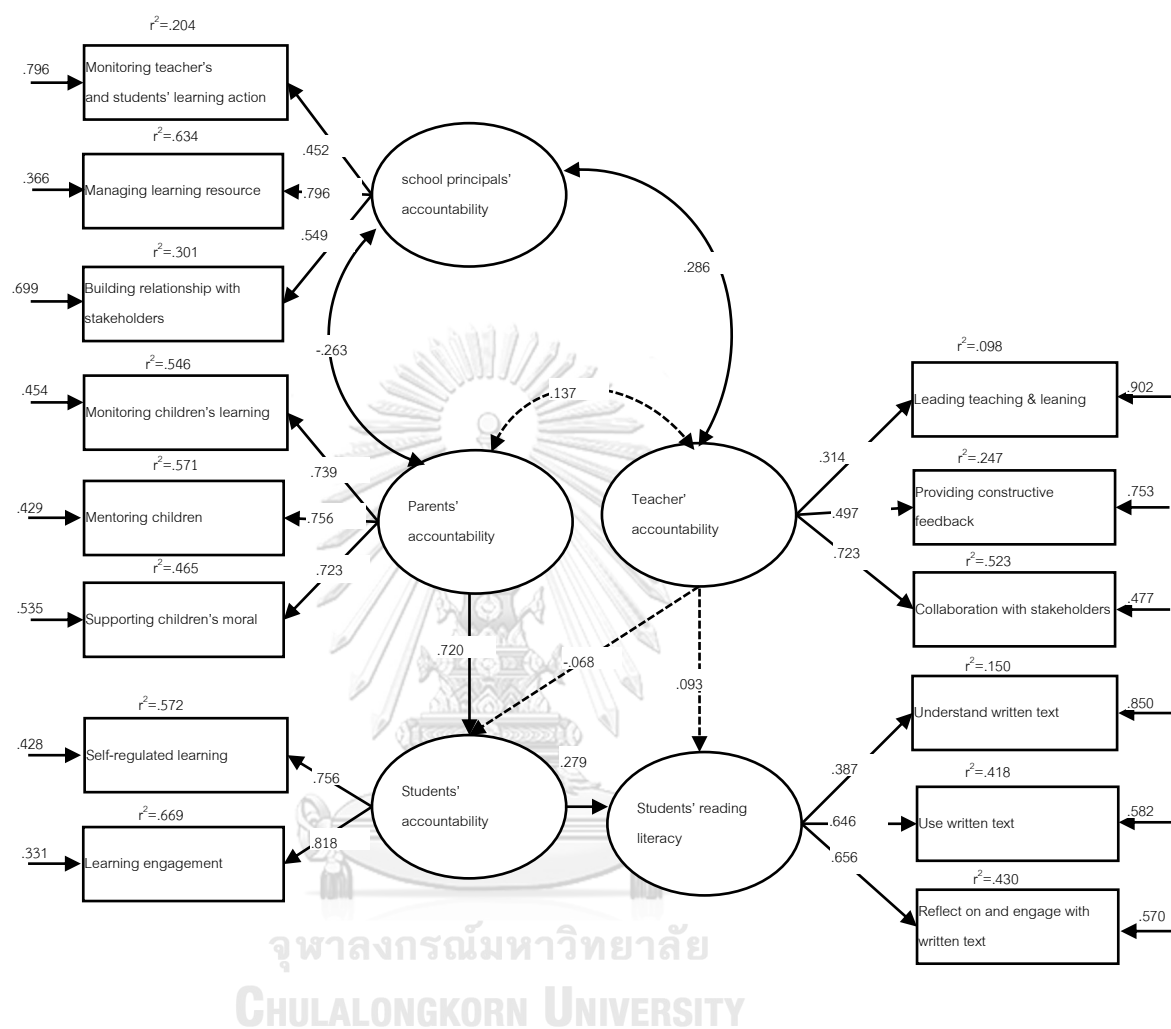 r²=.204
.796
Monitoring teacher's
and students' learning action
r²=.634
.452
.366
Managing learning resource
.796
school principals'
accountability
r²=.301
.549
.699
Building relationship with
stakeholders
.286
-.263
r²=.546
.454
Monitoring children's learning
.739
r²=.571
.429
Mentoring children
.756
r²=.465
.723
.535
Supporting children's moral
.137
Parents'
accountability
Teacher'
accountability
r²=.098
.902
Leading teaching & leaning
.314
r²=.247
.753
Providing constructive
feedback
.497
.723
r²=.523
.477
Collaboration with stakeholders
.720
-.068
.093
r²=.572
.428
Self-regulated learning
.756
r²=.669
.818
.331
Learning engagement
Students'
accountability
.279
Students' reading
literacy
r²=.150
.850
Understand written text
.387
r²=.418
.582
Use written text
.646
.656
r²=.430
.570
Reflect on and engage with
written text
จุฬาลงกรณ์มหาวิทยาลัย
CHULALONGKORN UNIVERSITY